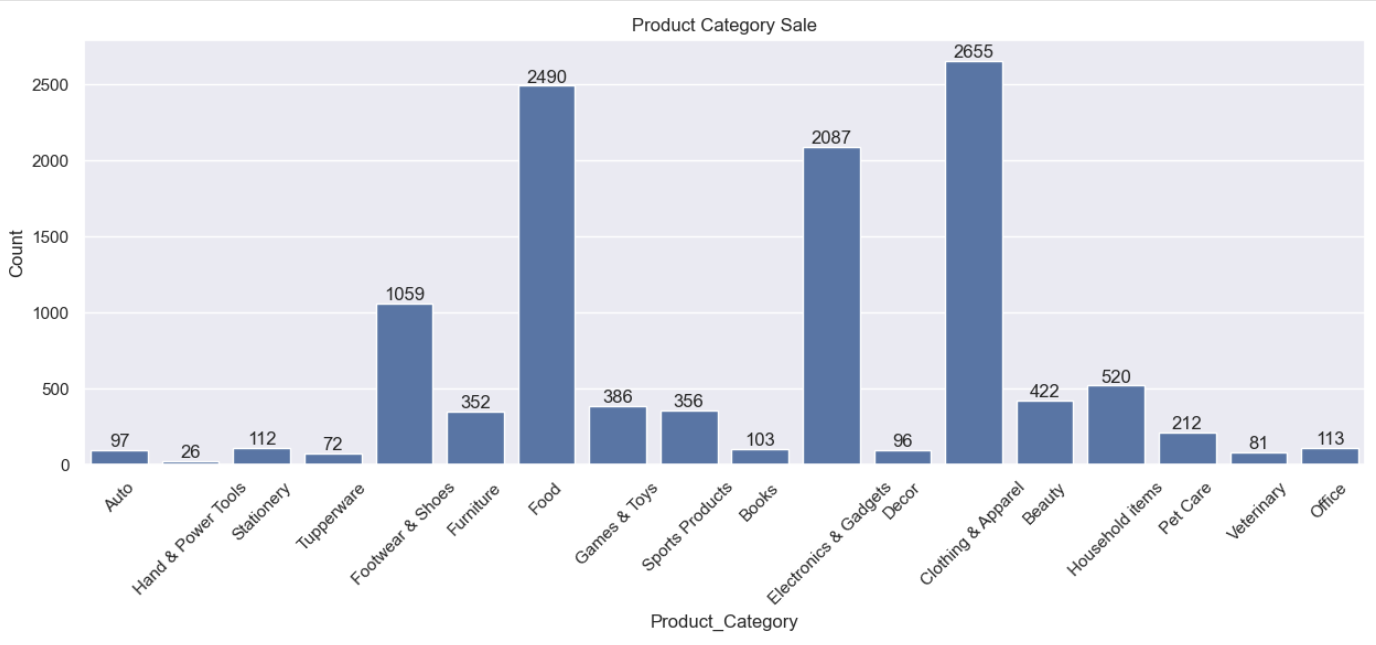 Product Category Sale
Count
2500
2000
1500
1000
500
0
97
26
112
72
1059
352
2490
386
356
103
2087
96
2655
422
520
212
81
113
Auto
Hand & Power Tools
Stationery
Tupperware
Footwear & Shoes
Furniture
Food
Games & Toys
Sports Products
Books
Electronics & Gadgets
Decor
Clothing & Apparel
Beauty
Household items
Pet Care
Veterinary
Office
Product_Category